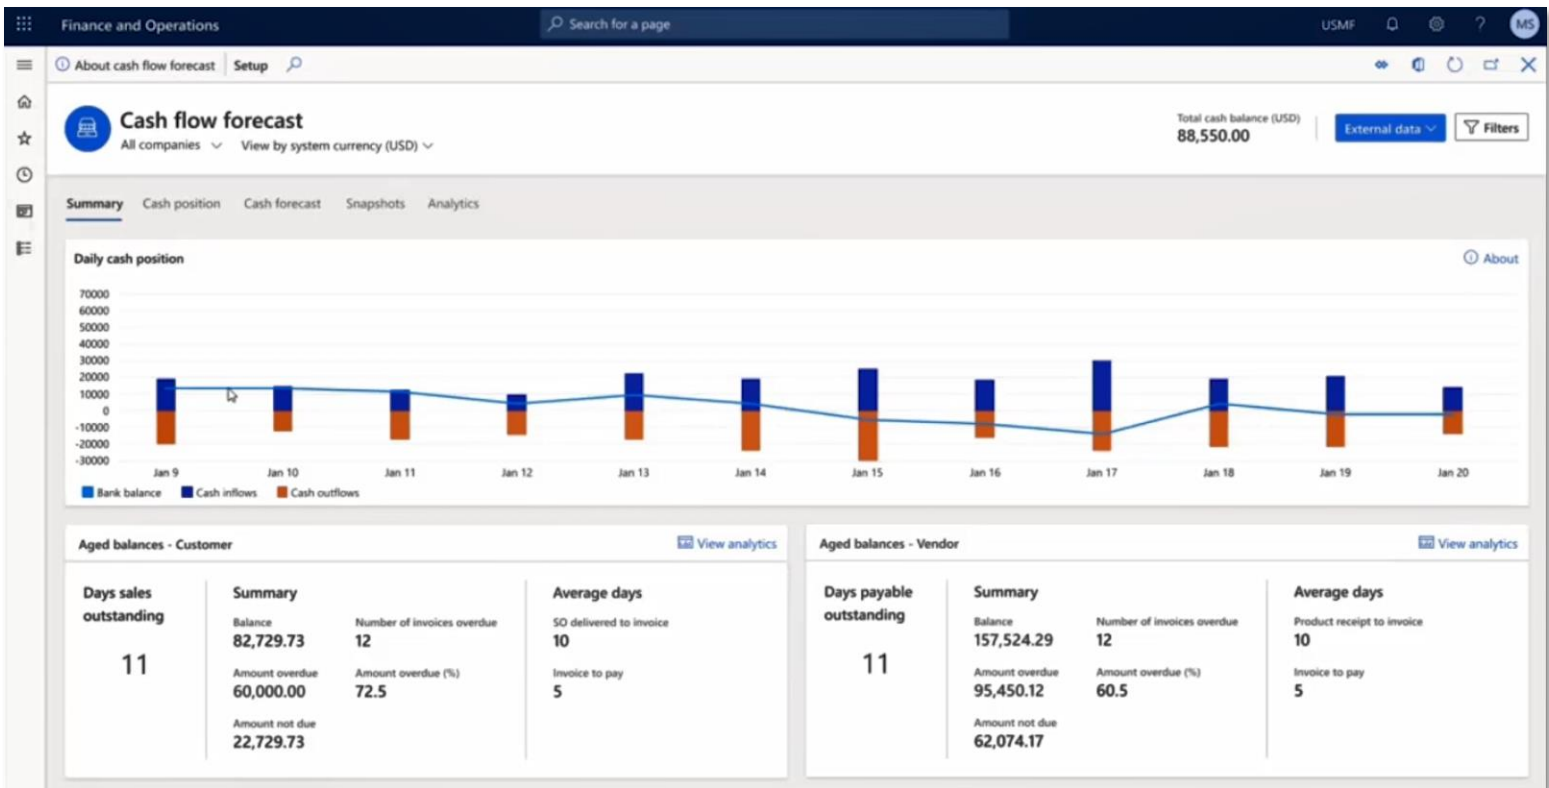 Finance and Operations
Search for a page
USMF
?
MS
About cash flow forecast
Setup
Cash flow forecast
All companies
View by system currency (USD)
Total cash balance (USD)
88,550.00
External data
Filters
Summary
Cash position
Cash forecast
Snapshots
Analytics
Daily cash position
About
70000
60000
50000
40000
30000
20000
10000
0
-10000
-20000
-30000
Jan 9
Jan 10
Jan 11
Jan 12
Jan 13
Jan 14
Jan 15
Jan 16
Jan 17
Jan 18
Jan 19
Jan 20
Bank balance
Cash inflows
Cash outflows
Aged balances - Customer
View analytics
Days sales
outstanding
11
Summary
Balance
82,729.73
Number of invoices overdue
12
Amount overdue
60,000.00
Amount overdue (%)
72.5
Amount not due
22,729.73
Average days
SO delivered to invoice
10
Invoice to pay
5
Aged balances - Vendor
View analytics
Days payable
outstanding
11
Summary
Balance
157,524.29
Number of invoices overdue
12
Amount overdue
95,450.12
Amount overdue (%)
60.5
Amount not due
62,074.17
Average days
Product receipt to invoice
10
Invoice to pay
5